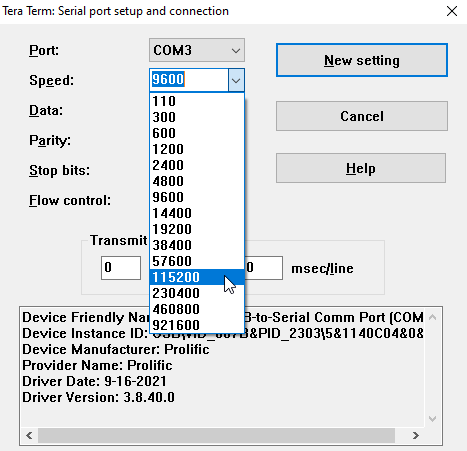 Tera Term: Serial port setup and connection
Port: COM3 New setting
Speed: 9600
110
Data: 300 Cancel
600
Parity: 1200
2400
Stop bits: 4800 Help
9600
Flow control: 14400
19200
Transmit 38400
57600
0 115200 0 msec/line
230400
460800
921600
Device Friendly Na B-to-Serial Comm Port (COM
Device Instance ID: &PID_2303\5&1140C04&0&
Device Manufacturer: Prolific
Provider Name: Prolific
Driver Date: 9-16-2021
Driver Version: 3.8.40.0